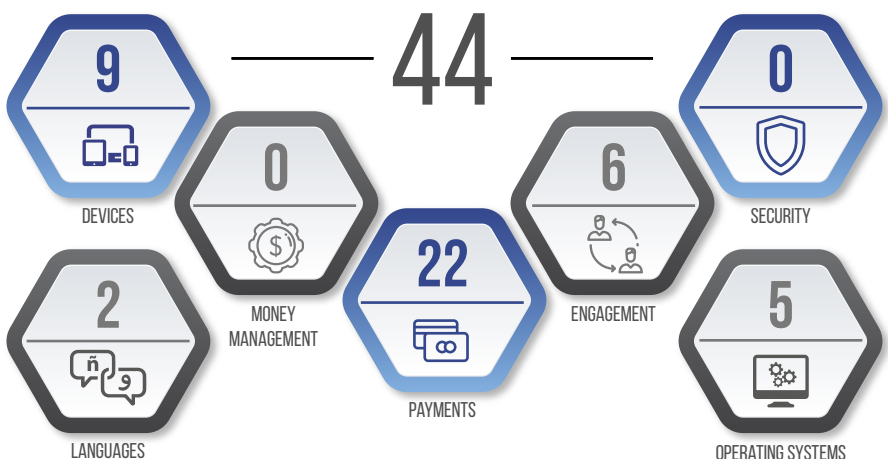 44
9
DEVICES
0
MONEY
MANAGEMENT
22
PAYMENTS
6
ENGAGEMENT
0
SECURITY
2
ñ
و
LANGUAGES
5
OPERATING SYSTEMS
$